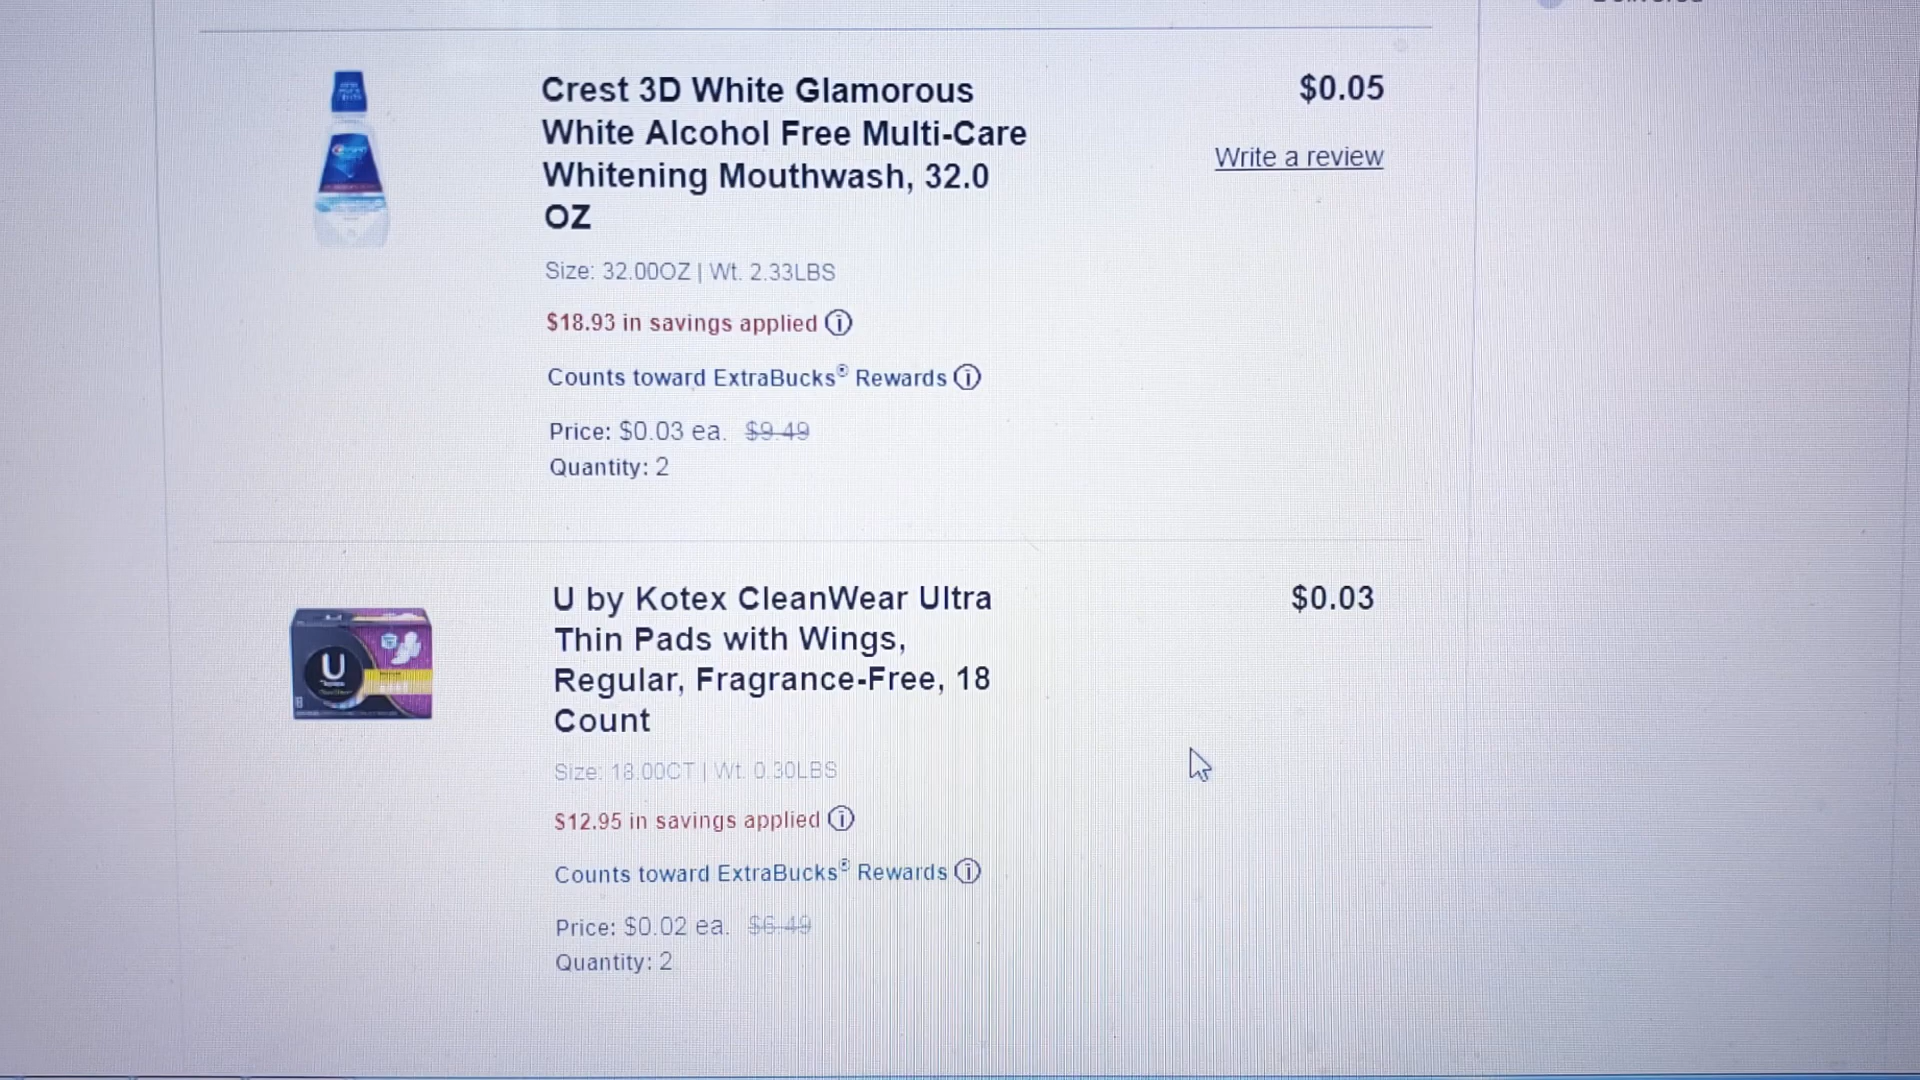 Crest 3D White Glamorous
White Alcohol Free Multi-Care
Whitening Mouthwash, 32.0
OZ
$0.05
Write a review
Size: 32.00OZ | Wt. 2.33LBS
$18.93 in savings applied
Counts toward ExtraBucks® Rewards
Price: $0.03 ea. $9.49
Quantity: 2
U by Kotex CleanWear Ultra
Thin Pads with Wings,
Regular, Fragrance-Free, 18
Count
$0.03
U
Size: 18.00CT | Wt. 0.30LBS
$12.95 in savings applied
Counts toward ExtraBucks® Rewards
Price: $0.02 ea. $6.49
Quantity: 2